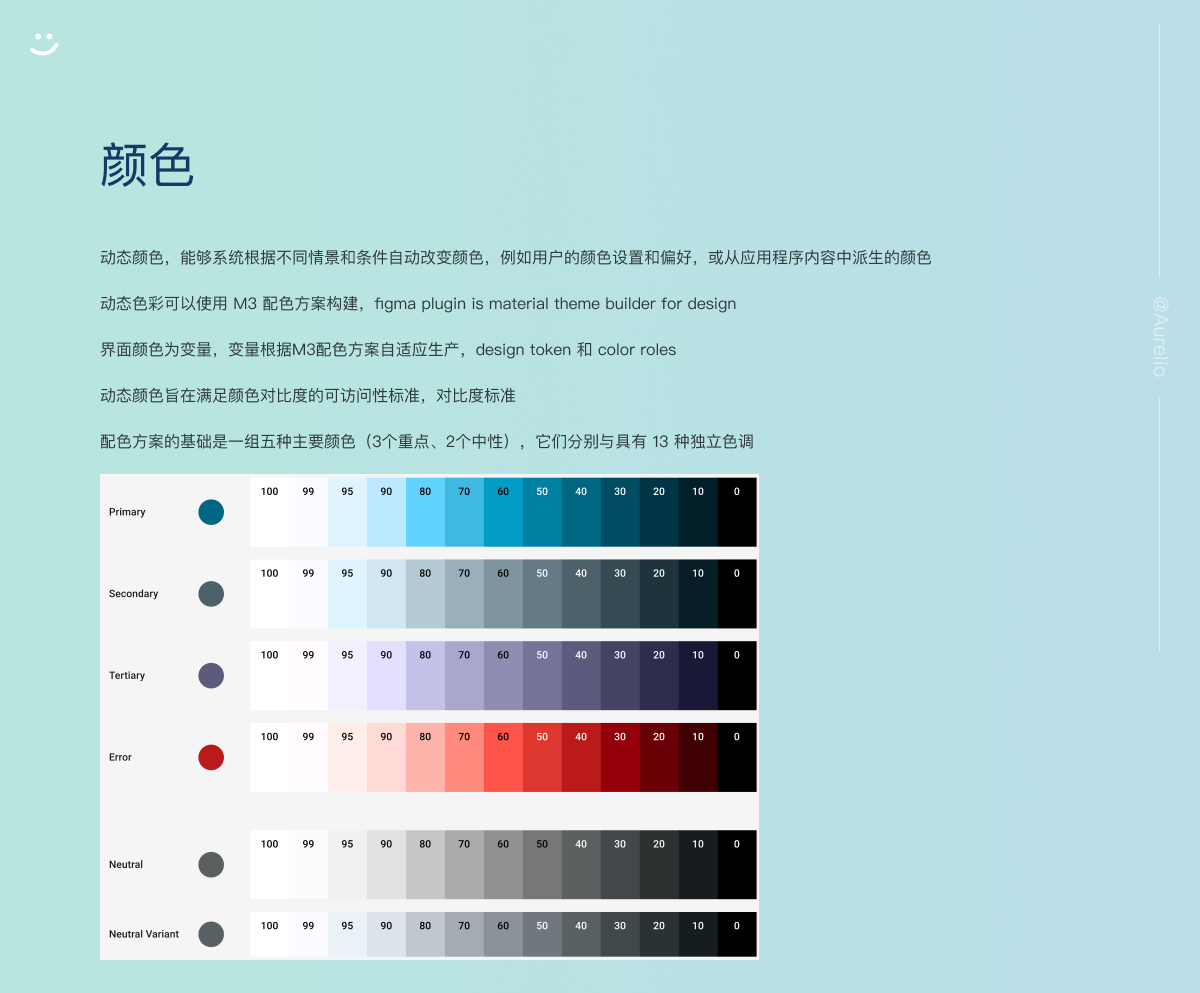 颜色
动态颜色，能够系统根据不同情景和条件自动改变颜色，例如用户的颜色设置和偏好，或从应用程序内容中派生的颜色
动态色彩可以使用 M3 配色方案构建，figma plugin is material theme builder for design
界面颜色为变量，变量根据M3配色方案自适应生产，design token 和 color roles
动态颜色旨在满足颜色对比度的可访问性标准，对比度标准
配色方案的基础是一组五种主要颜色（3个重点、2个中性），它们分别与具有 13 种独立色调
100 99 95 90 80 70 60 50 40 30 20 10 0
Primary
100 99 95 90 80 70 60 50 40 30 20 10 0
Secondary
100 99 95 90 80 70 60 50 40 30 20 10 0
Tertiary
100 99 95 90 80 70 60 50 40 30 20 10 0
Error
100 99 95 90 80 70 60 50 40 30 20 10 0
Neutral
100 99 95 90 80 70 60 50 40 30 20 10 0
Neutral Variant
@Aurelio